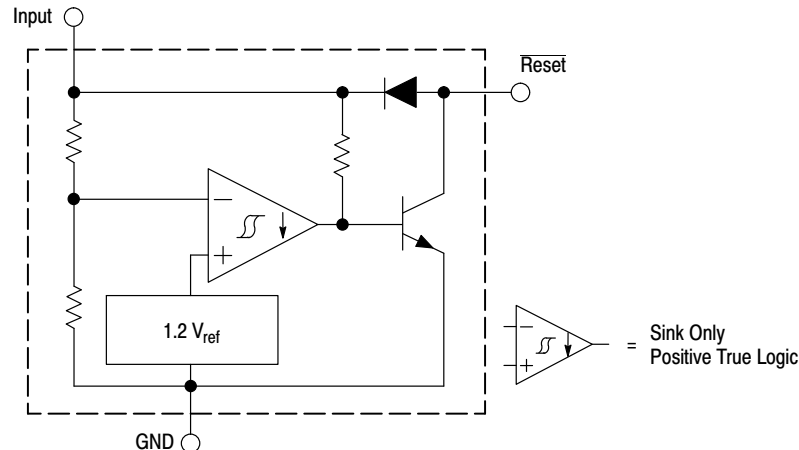 Input
Reset
−
+
1.2 Vref
− +
= Sink Only
Positive True Logic
GND